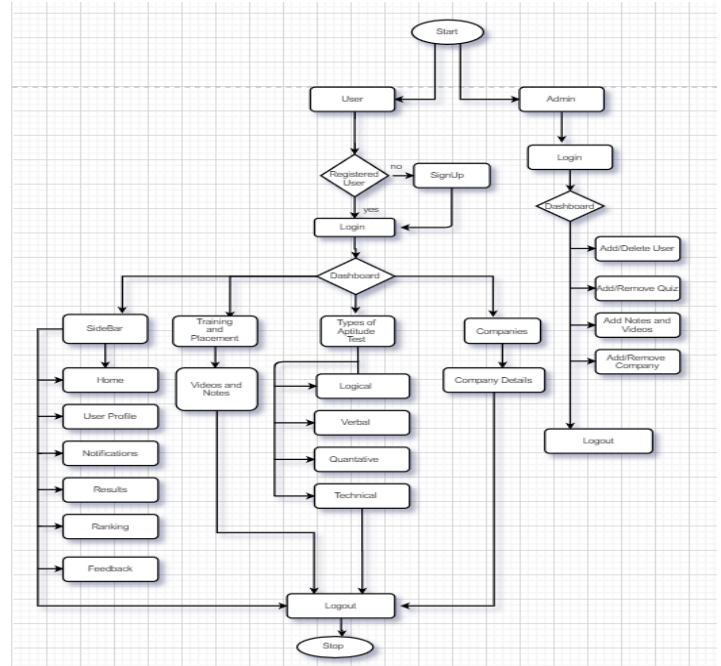 Start
User
Admin
Login
Registered
User
no
SignUp
yes
Login
Dashboard
Dashboard
Add/Delete User
Add/Remove Quiz
Add Notes and
Videos
Add/Remove
Company
Logout
SideBar
Training
and
Placement
Types of
Aptitude
Test
Companies
Home
Videos and
Notes
Logical
Company Details
User Profile
Verbal
Notifications
Quantative
Results
Technical
Ranking
Feedback
Logout
Stop